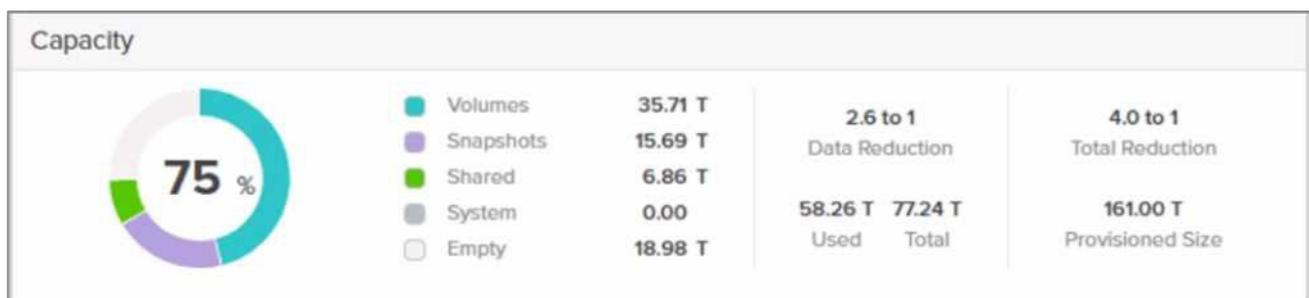 Capacity
75 %
Volumes 35.71 T
Snapshots 15.69 T
Shared 6.86 T
System 0.00
Empty 18.98 T
2.6 to 1
Data Reduction
58.26 T 77.24 T
Used Total
4.0 to 1
Total Reduction
161.00 T
Provisioned Size